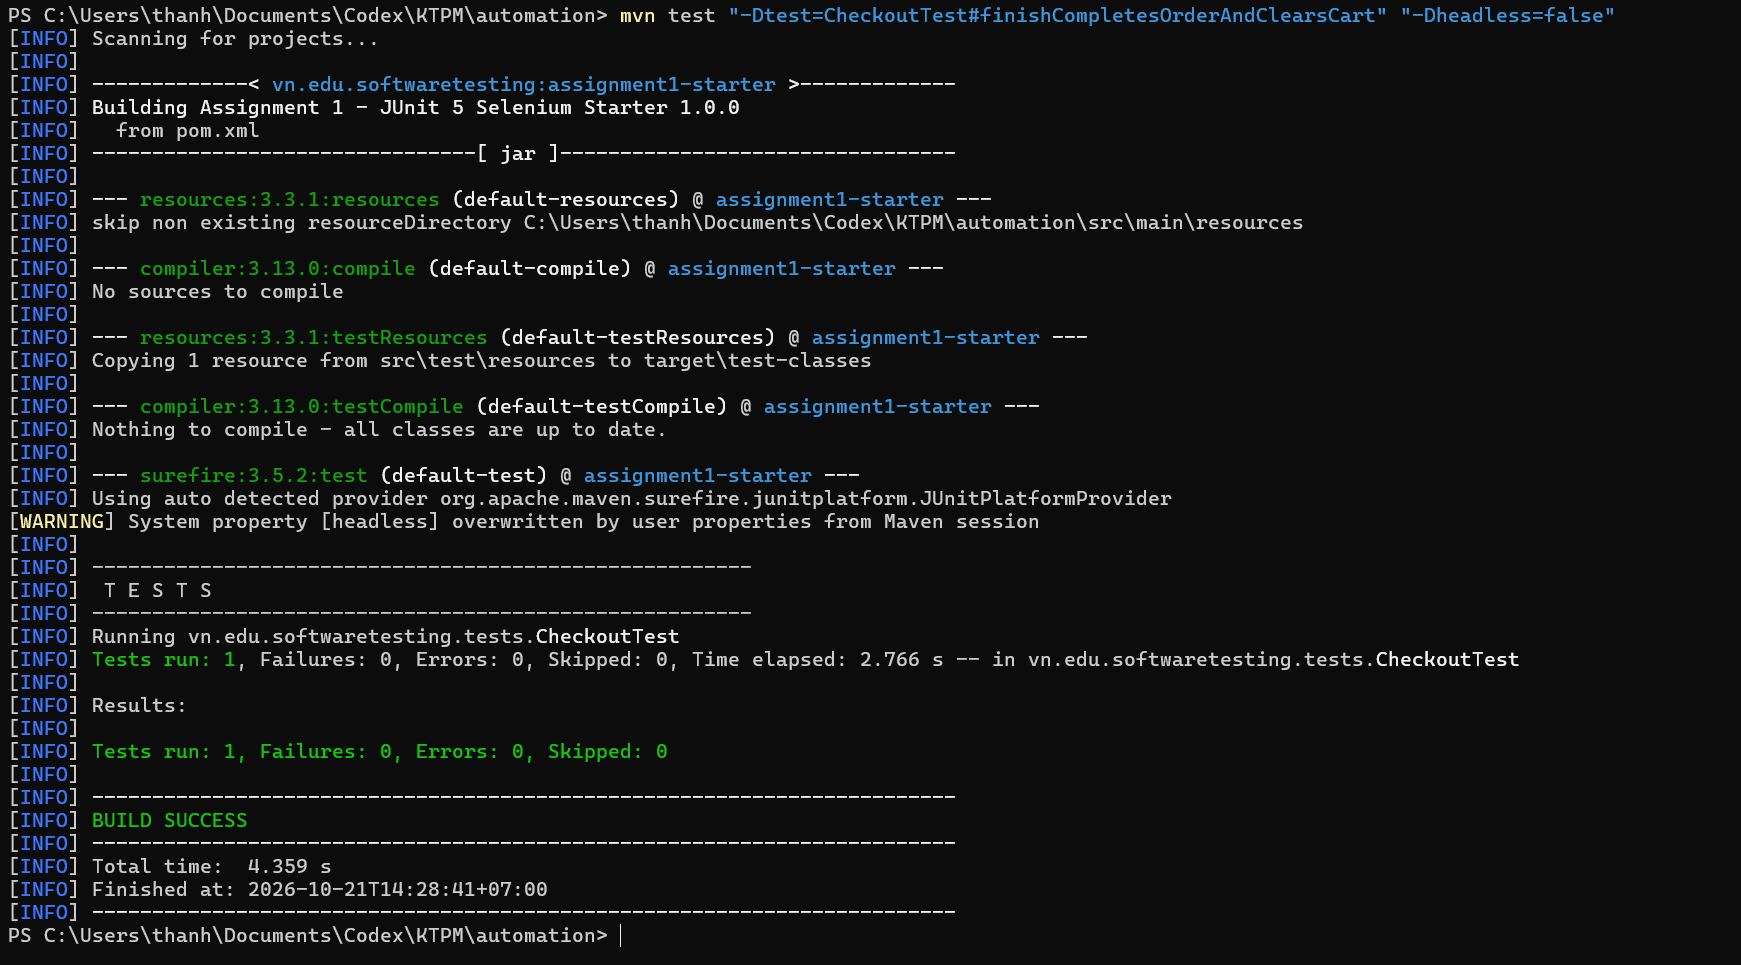 PS C:\Users\thanh\Documents\Codex\KTPM\automation> mvn test "-Dtest=CheckoutTest#finishCompletesOrderAndClearsCart" "-Dheadless=false"
[INFO] Scanning for projects...
[INFO]
[INFO] -------------< vn.edu.softwaretesting:assignment1-starter >-------------
[INFO] Building Assignment 1 - JUnit 5 Selenium Starter 1.0.0
[INFO]   from pom.xml
[INFO] --------------------------------[ jar ]---------------------------------
[INFO]
[INFO] --- resources:3.3.1:resources (default-resources) @ assignment1-starter ---
[INFO] skip non existing resourceDirectory C:\Users\thanh\Documents\Codex\KTPM\automation\src\main\resources
[INFO]
[INFO] --- compiler:3.13.0:compile (default-compile) @ assignment1-starter ---
[INFO] No sources to compile
[INFO]
[INFO] --- resources:3.3.1:testResources (default-testResources) @ assignment1-starter ---
[INFO] Copying 1 resource from src\test\resources to target\test-classes
[INFO]
[INFO] --- compiler:3.13.0:testCompile (default-testCompile) @ assignment1-starter ---
[INFO] Nothing to compile - all classes are up to date.
[INFO]
[INFO] --- surefire:3.5.2:test (default-test) @ assignment1-starter ---
[INFO] Using auto detected provider org.apache.maven.surefire.junitplatform.JUnitPlatformProvider
[WARNING] System property [headless] overwritten by user properties from Maven session
[INFO]
[INFO] -------------------------------------------------------
[INFO]  T E S T S
[INFO] -------------------------------------------------------
[INFO] Running vn.edu.softwaretesting.tests.CheckoutTest
[INFO] Tests run: 1, Failures: 0, Errors: 0, Skipped: 0, Time elapsed: 2.766 s -- in vn.edu.softwaretesting.tests.CheckoutTest
[INFO]
[INFO] Results:
[INFO]
[INFO] Tests run: 1, Failures: 0, Errors: 0, Skipped: 0
[INFO]
[INFO] ------------------------------------------------------------------------
[INFO] BUILD SUCCESS
[INFO] ------------------------------------------------------------------------
[INFO] Total time:  4.359 s
[INFO] Finished at: 2026-10-21T14:28:41+07:00
[INFO] ------------------------------------------------------------------------
PS C:\Users\thanh\Documents\Codex\KTPM\automation>